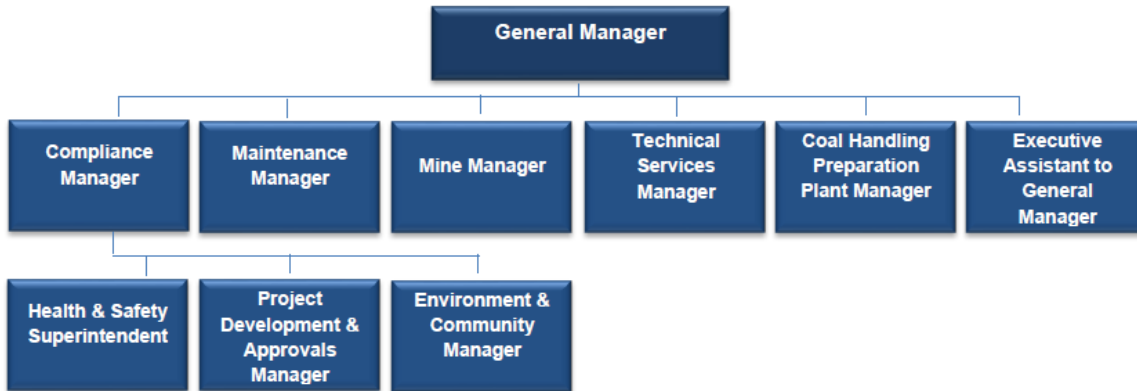 General Manager
Compliance
Manager
Maintenance
Manager
Mine Manager
Technical
Services
Manager
Coal Handling
Preparation
Plant Manager
Executive
Assistant to
General
Manager
Health & Safety
Superintendent
Project
Development &
Approvals
Manager
Environment &
Community
Manager